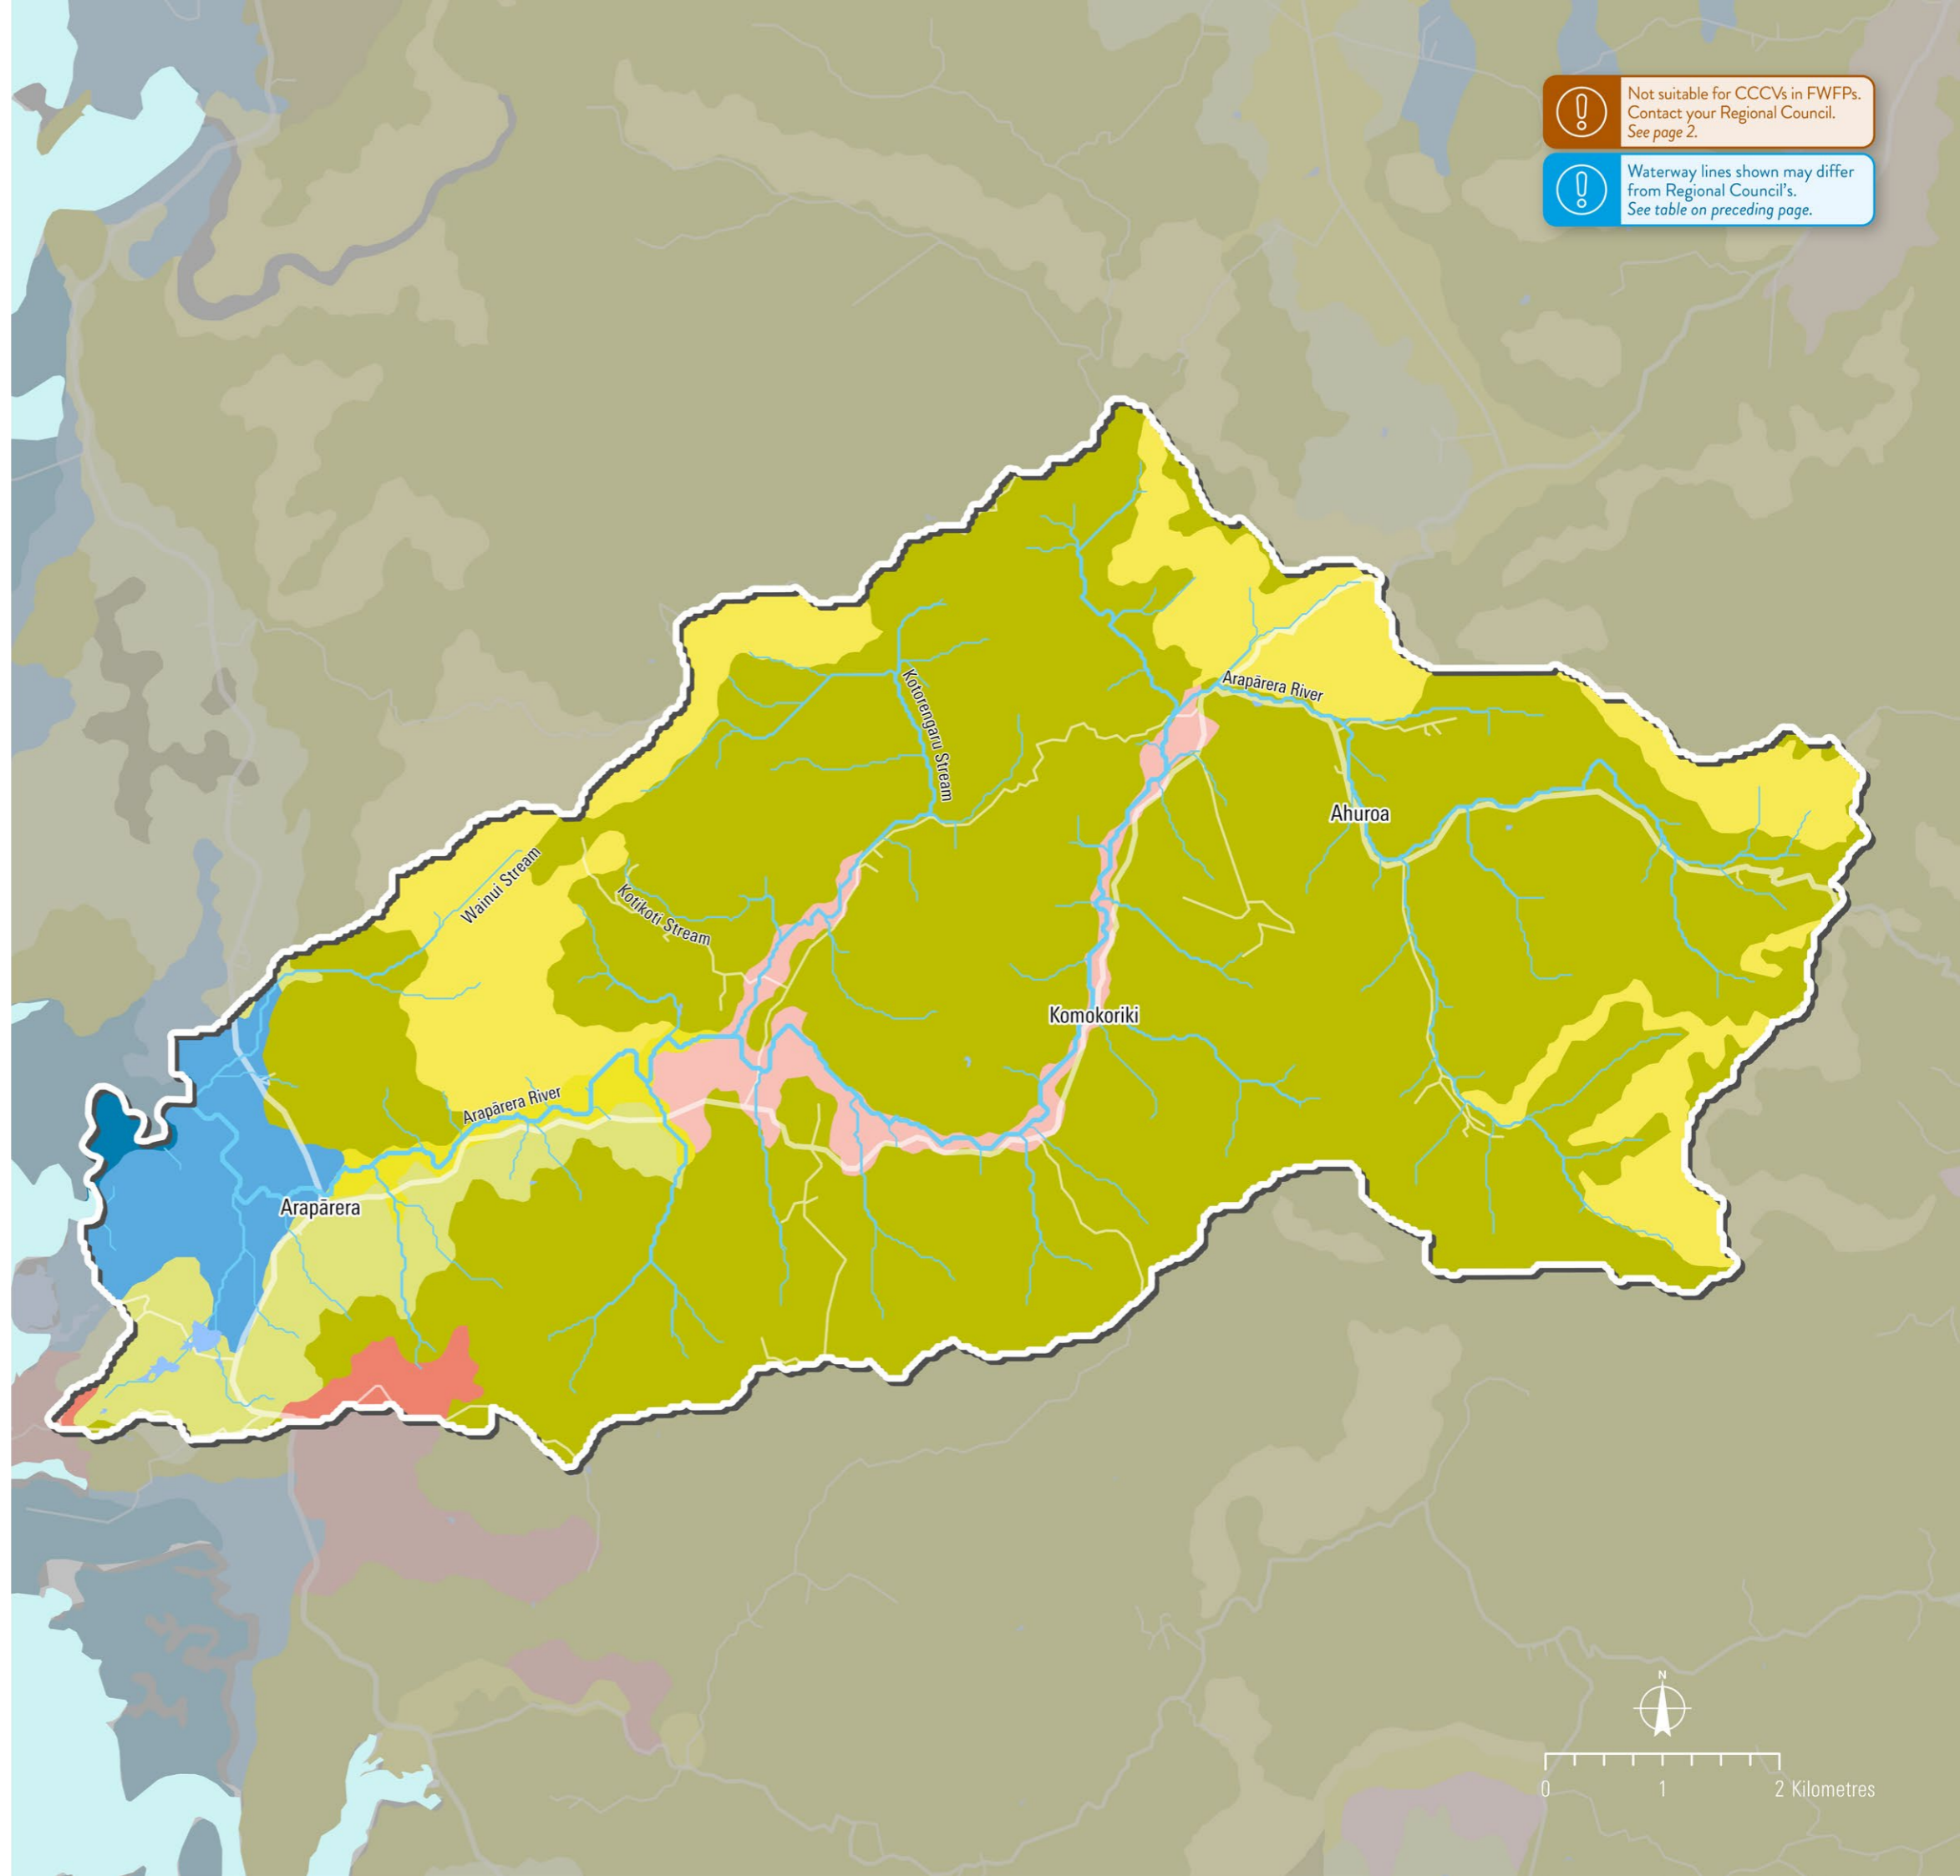 Not suitable for CCCVs in FWFPs.
Contact your Regional Council.
See page 2.
Waterway lines shown may differ
from Regional Council's.
See table on preceding page.
Arapārera River
Kotorengaru Stream
Ahuroa
Wainui Stream
Kotikoti Stream
Komokoriki
Arapārera River
Arapārera
N
0 1 2 Kilometres